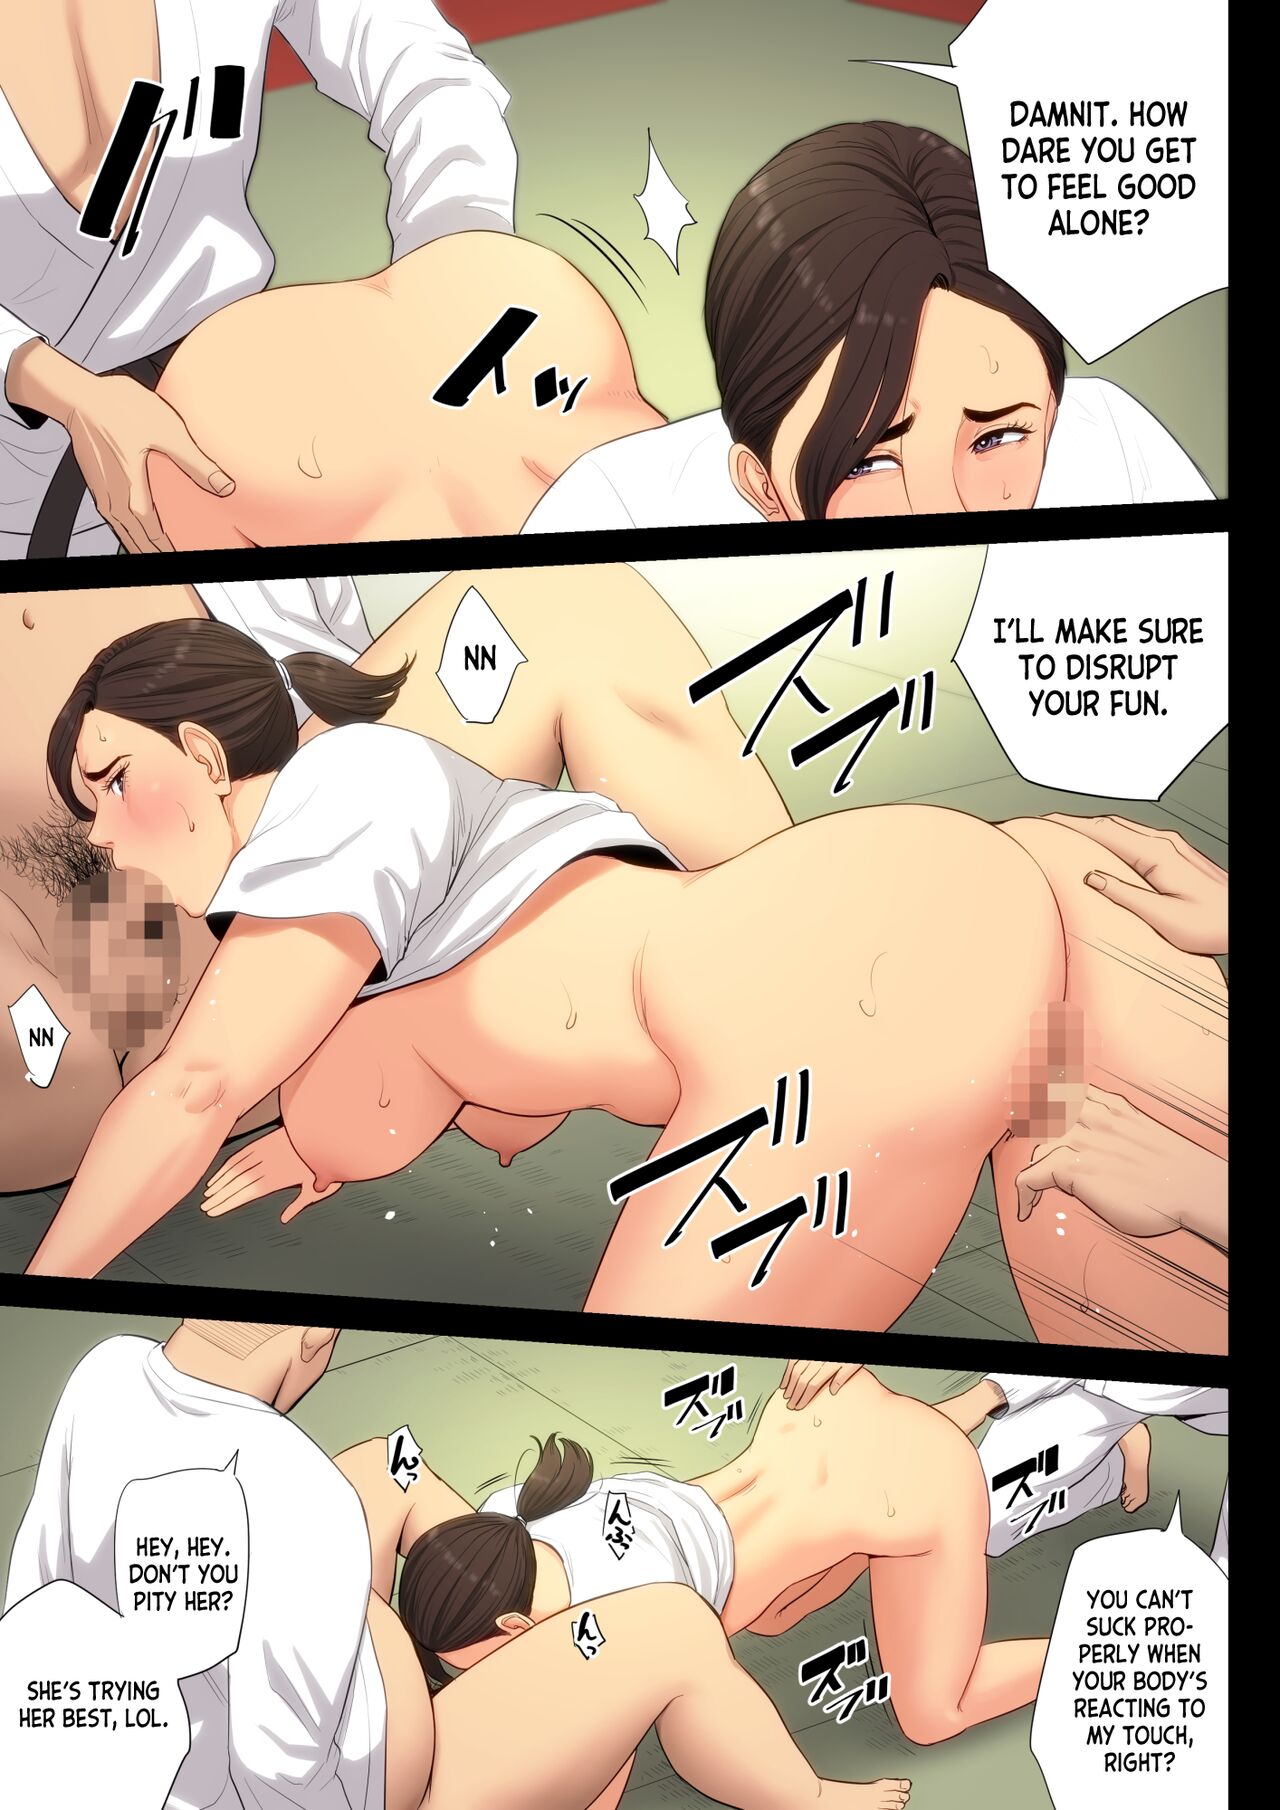 DAMNIT. HOW
DARE YOU GET
TO FEEL GOOD
ALONE?
I'LL MAKE SURE
TO DISRUPT
YOUR FUN.
NN
NN
ズブ
ズブ
ズブ
んっ
んぶ
んっ
ズブ
ズブ
HEY, HEY.
DON'T YOU
PITY HER?
SHE'S TRYING
HER BEST, LOL.
YOU CAN'T
SUCK PRO-
PERLY WHEN
YOUR BODY'S
REACTING TO
MY TOUCH,
RIGHT?